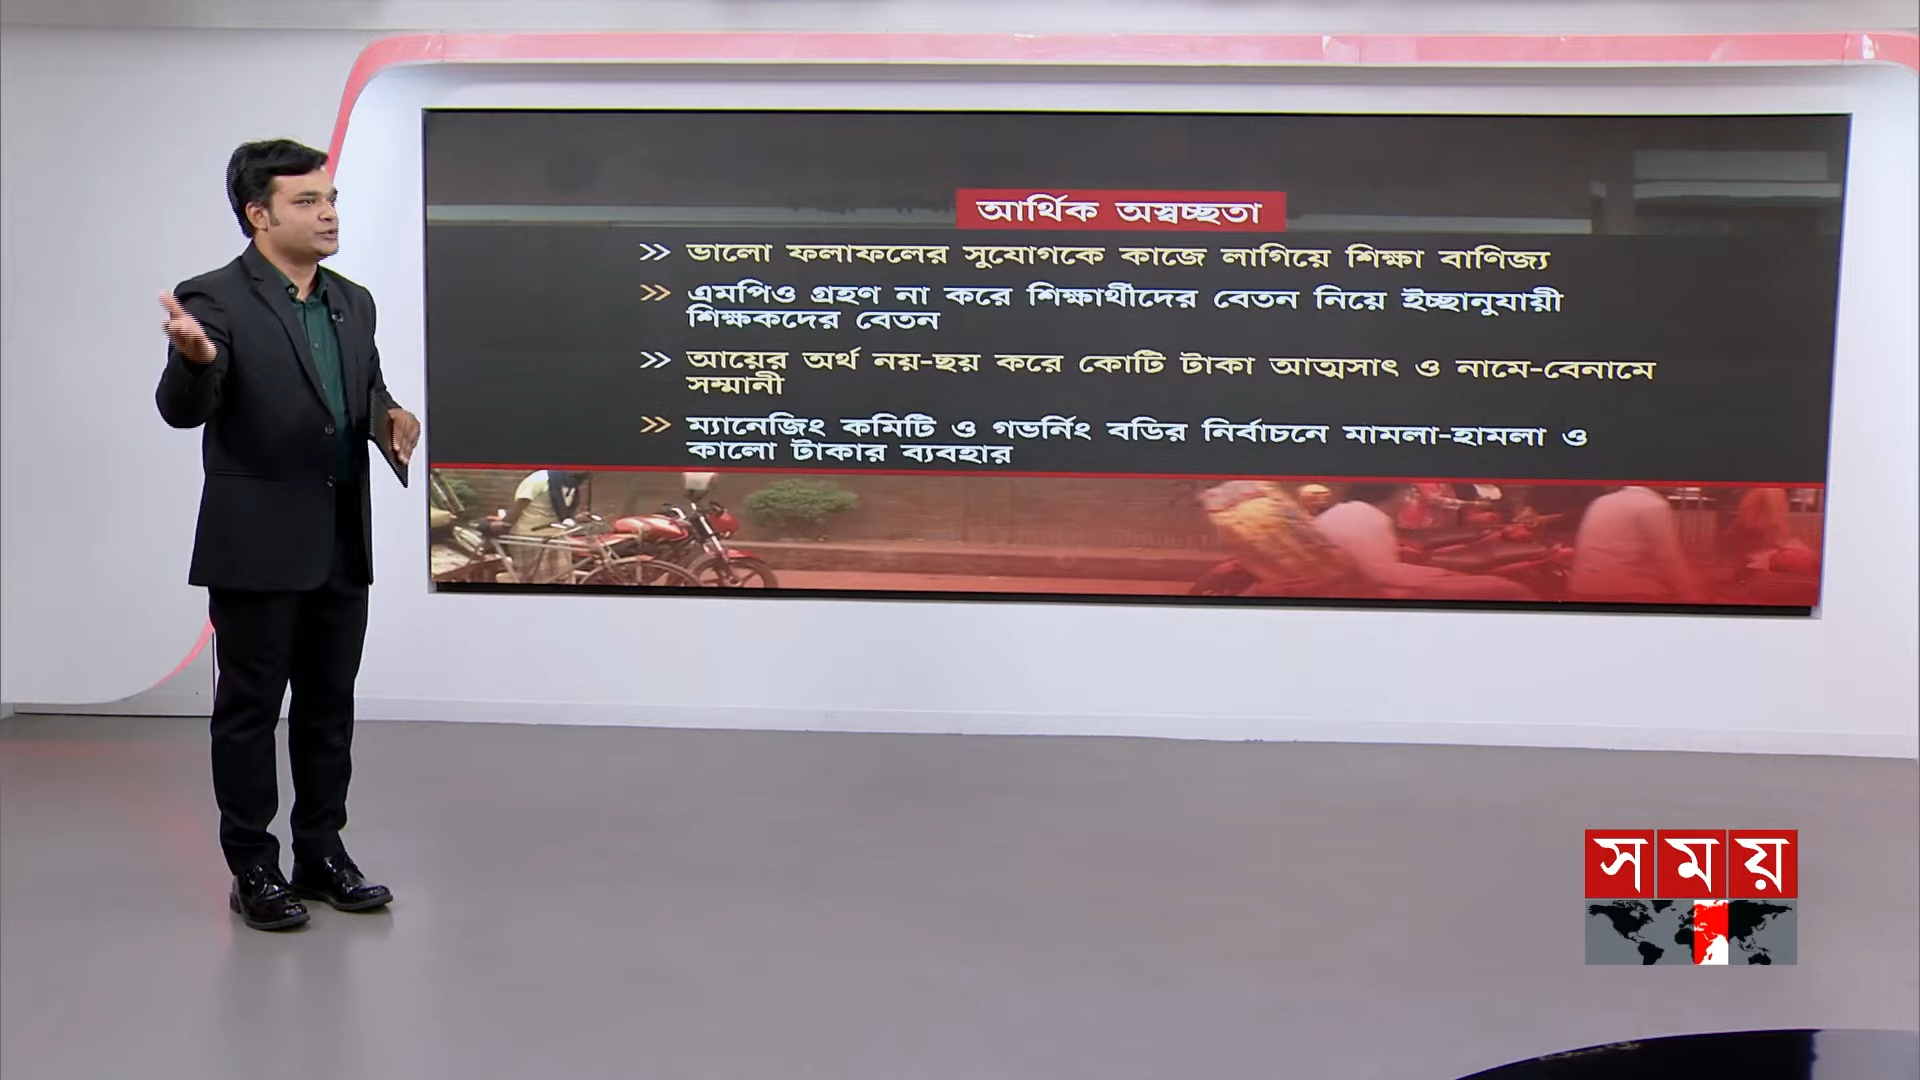 আর্থিক অস্বচ্ছতা
>> ভালো ফলাফলের সুযোগকে কাজে লাগিয়ে শিক্ষা বাণিজ্য
>> এমপিও গ্রহণ না করে শিক্ষার্থীদের বেতন নিয়ে ইচ্ছানুযায়ী
শিক্ষকদের বেতন
>> আয়ের অর্থ নয়-ছয় করে কোটি টাকা আত্মসাৎ ও নামে-বেনামে
সম্মানী
>> ম্যানেজিং কমিটি ও গভর্নিং বডির নির্বাচনে মামলা-হামলা ও
কালো টাকার ব্যবহার
সময়